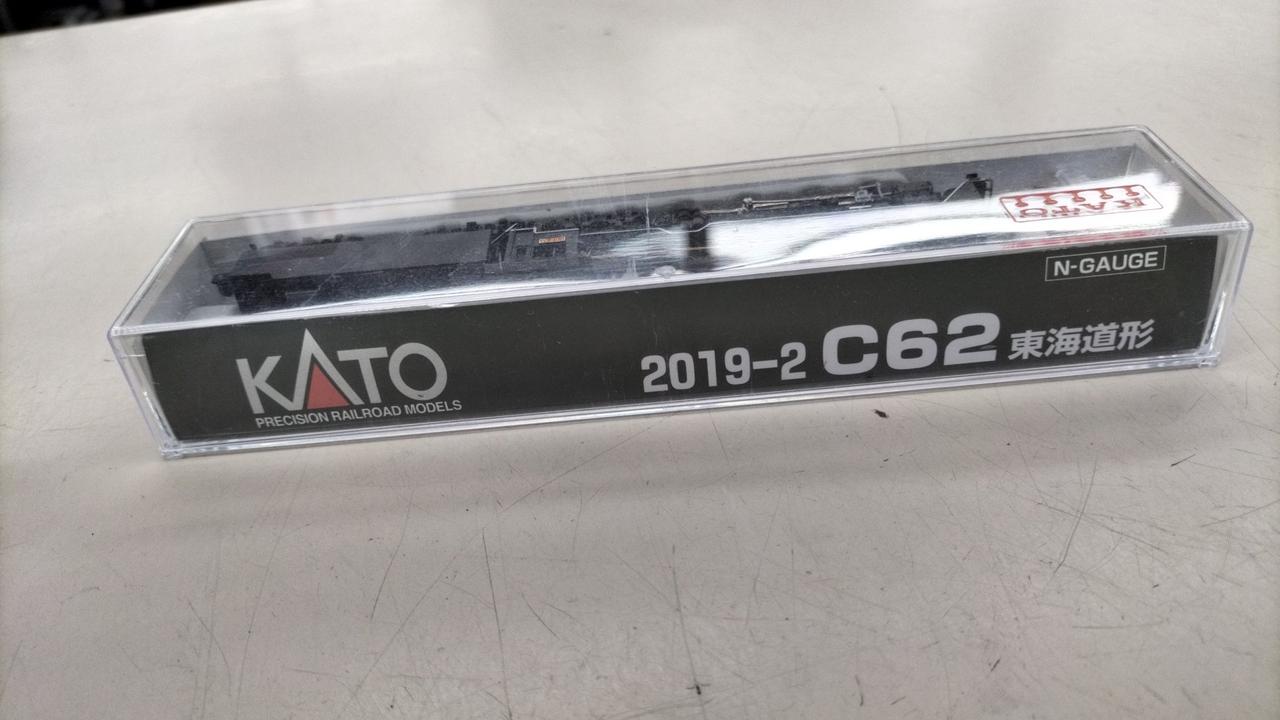 N-GAUGE
KATO
PRECISION RAILROAD MODELS
2019-2 C62 東海道形